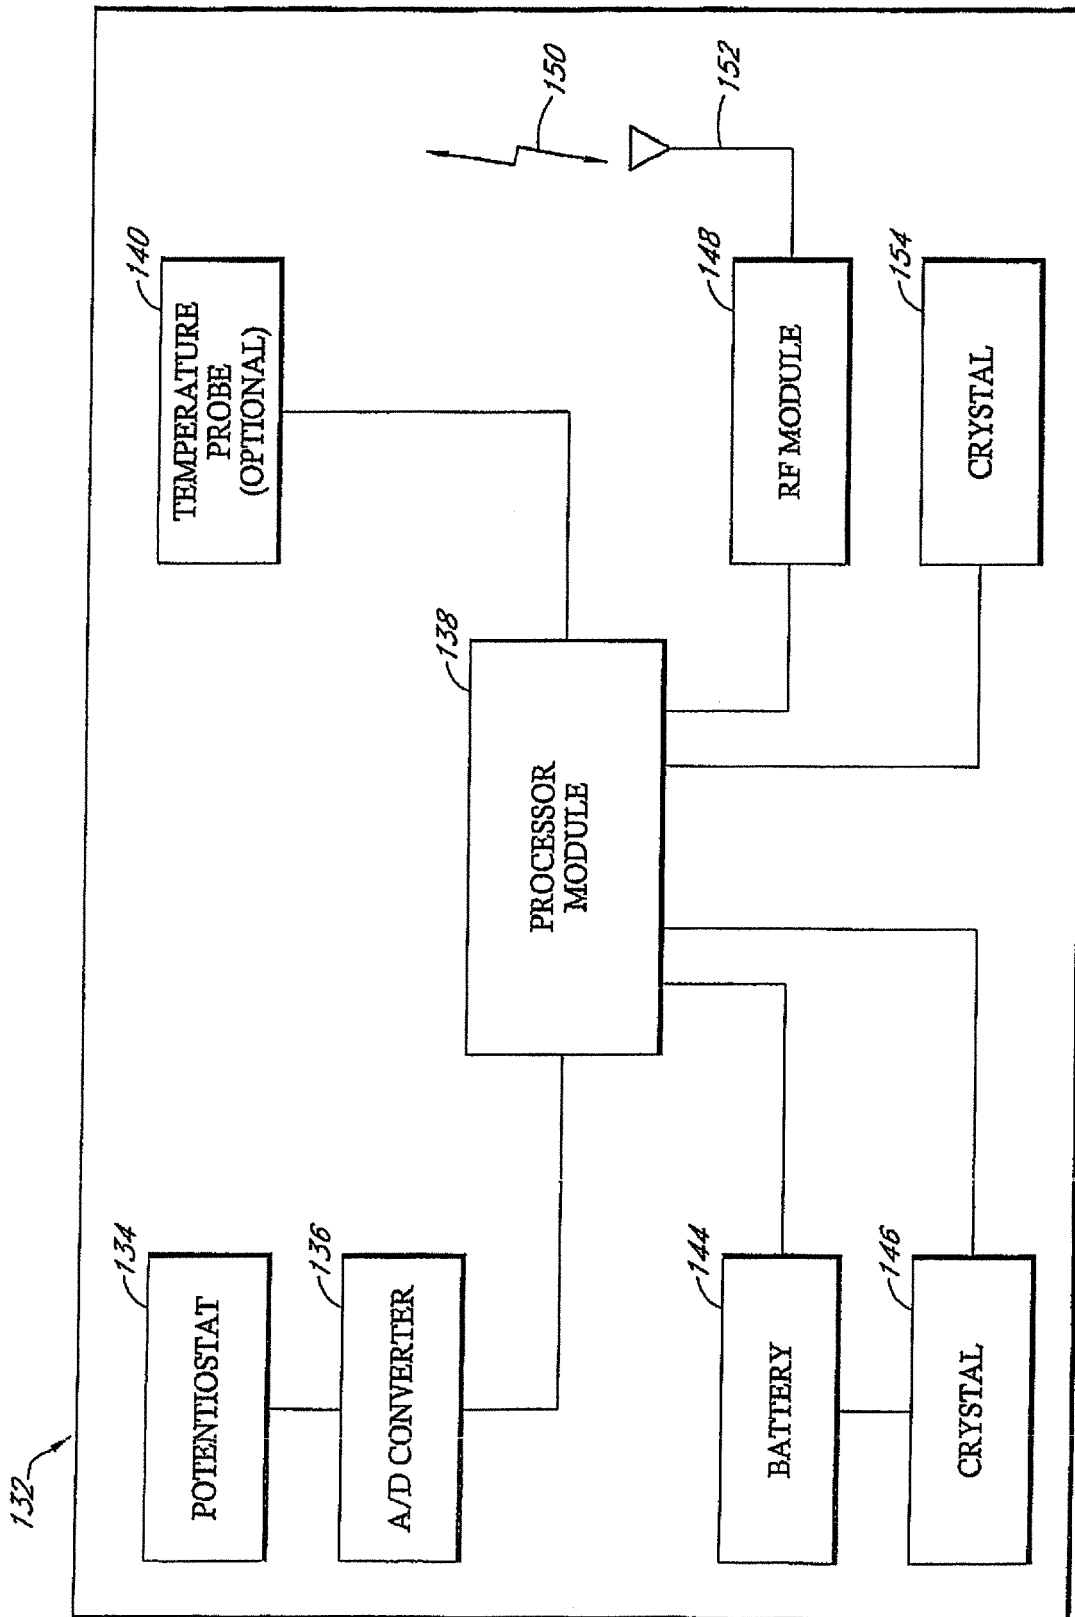 132
134
POTENTIOSTAT
136
A/D CONVERTER
140
TEMPERATURE
PROBE
(OPTIONAL)
138
PROCESSOR
MODULE
150
152
144
BATTERY
146
CRYSTAL
148
RF MODULE
154
CRYSTAL